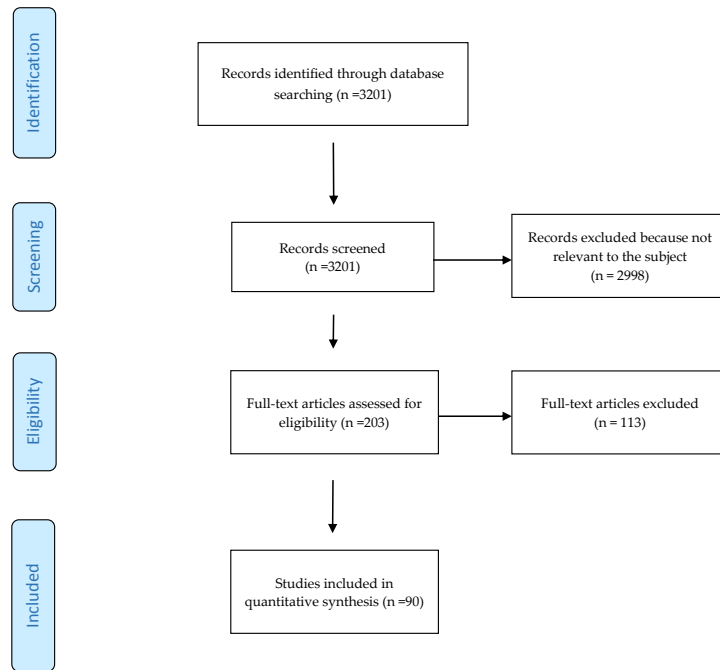 Identification
Records identified through database
searching (n =3201)
Screening
Records screened
(n =3201)
Records excluded because not
relevant to the subject
(n = 2998)
Eligibility
Full-text articles assessed for
eligibility (n =203)
Full-text articles excluded
(n = 113)
Included
Studies included in
quantitative synthesis (n =90)